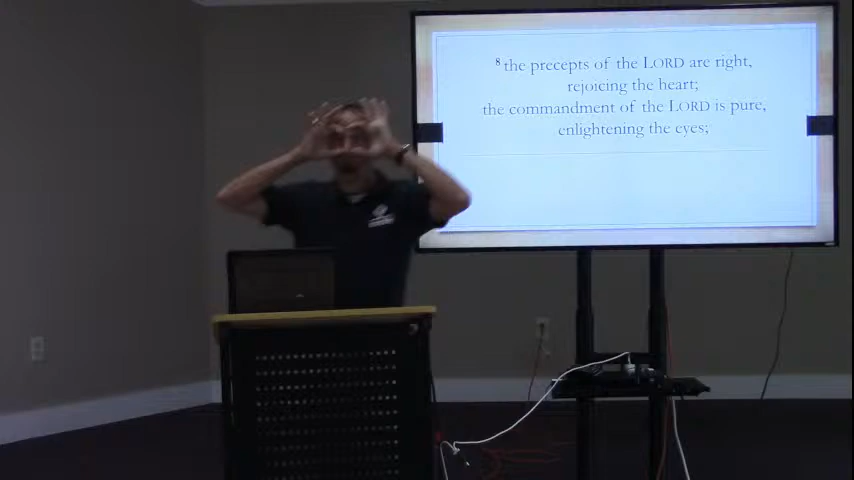 8 the precepts of the LORD are right,
rejoicing the heart;
the commandment of the LORD is pure,
enlightening the eyes;